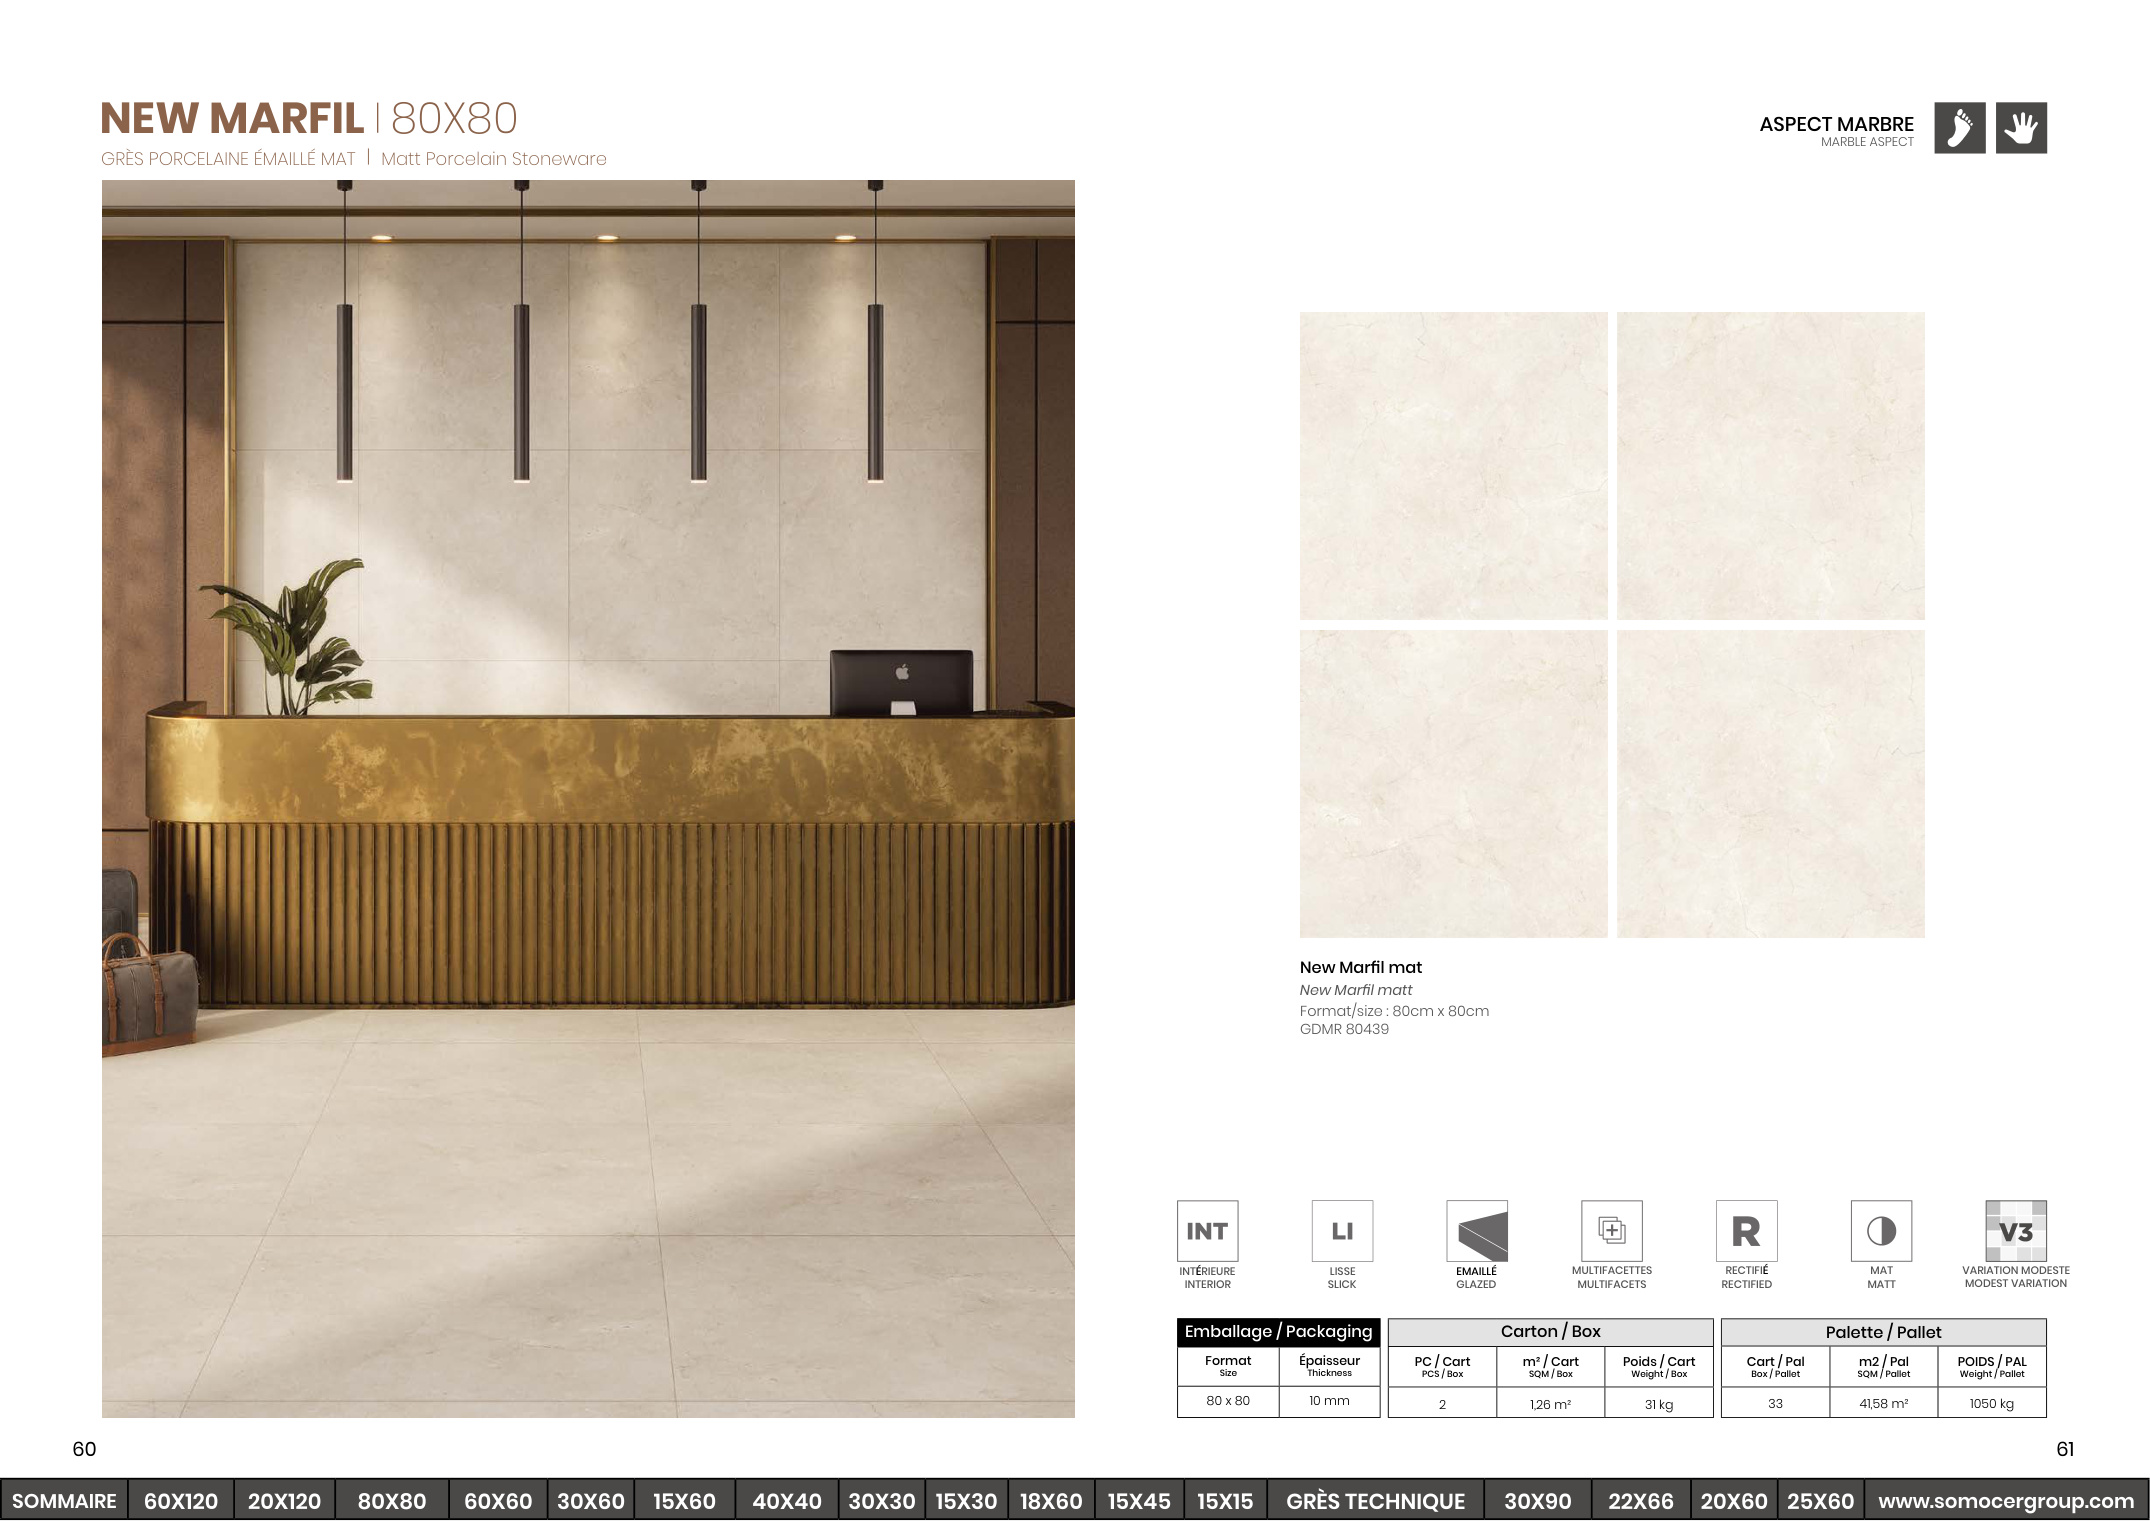 NEW MARFIL | 80X80
GRÈS PORCELAINE ÉMAILLÉ MAT | Matt Porcelain Stoneware
ASPECT MARBRE
MARBLE ASPECT
New Marfil mat
New Marfil matt
Format/size : 80cm x 80cm
GDMR 80439
INT LI R V3
INTÉRIEURE LISSE EMAILLÉ MULTIFACETTES RECTIFIÉ MAT VARIATION MODESTE
INTERIOR SLICK GLAZED MULTIFACETS RECTIFIED MATT MODEST VARIATION
Emballage / Packaging Carton / Box Palette / Pallet
Format Épaisseur PC / Cart m² / Cart Poids / Cart Cart / Pal m2 / Pal POIDS / PAL
Size Thickness PCS / Box SQM / Box Weight / Box Box / Pallet SQM / Pallet Weight / Pallet
80 x 80 10 mm 2 1,26 m² 31 kg 33 41,58 m² 1050 kg
60 61
SOMMAIRE 60X120 20X120 80X80 60X60 30X60 15X60 40X40 30X30 15X30 18X60 15X45 15X15 GRÈS TECHNIQUE 30X90 22X66 20X60 25X60 www.somocergroup.com